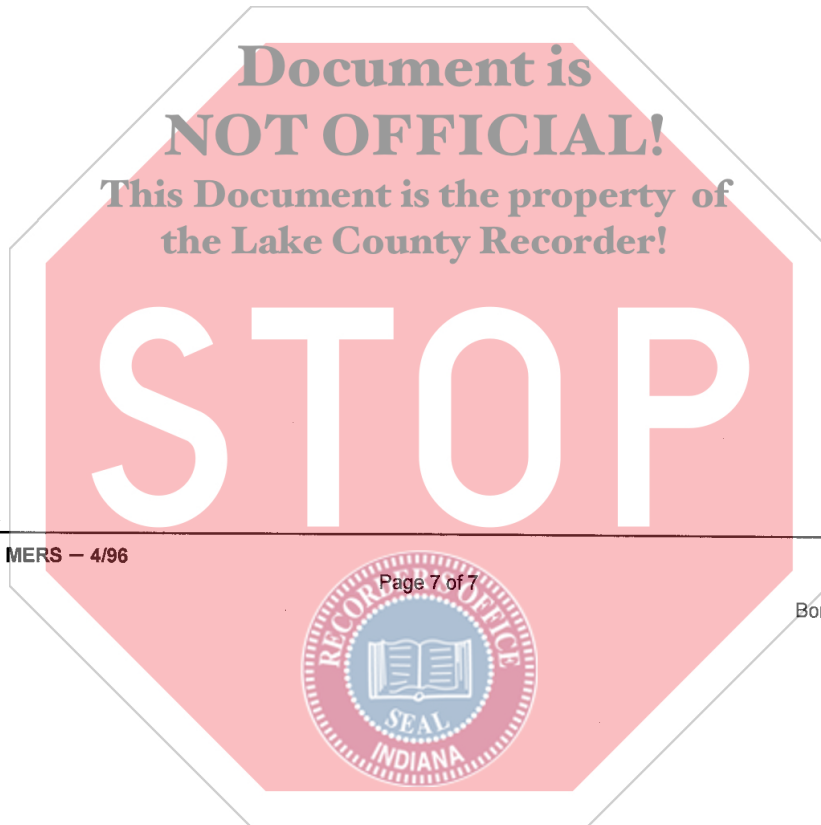 Document is
NOT OFFICIAL!
This Document is the property of
the Lake County Recorder!
STOP
MERS — 4/96
Page 7 of 7
RECORDER'S OFFICE
SEAL
INDIANA